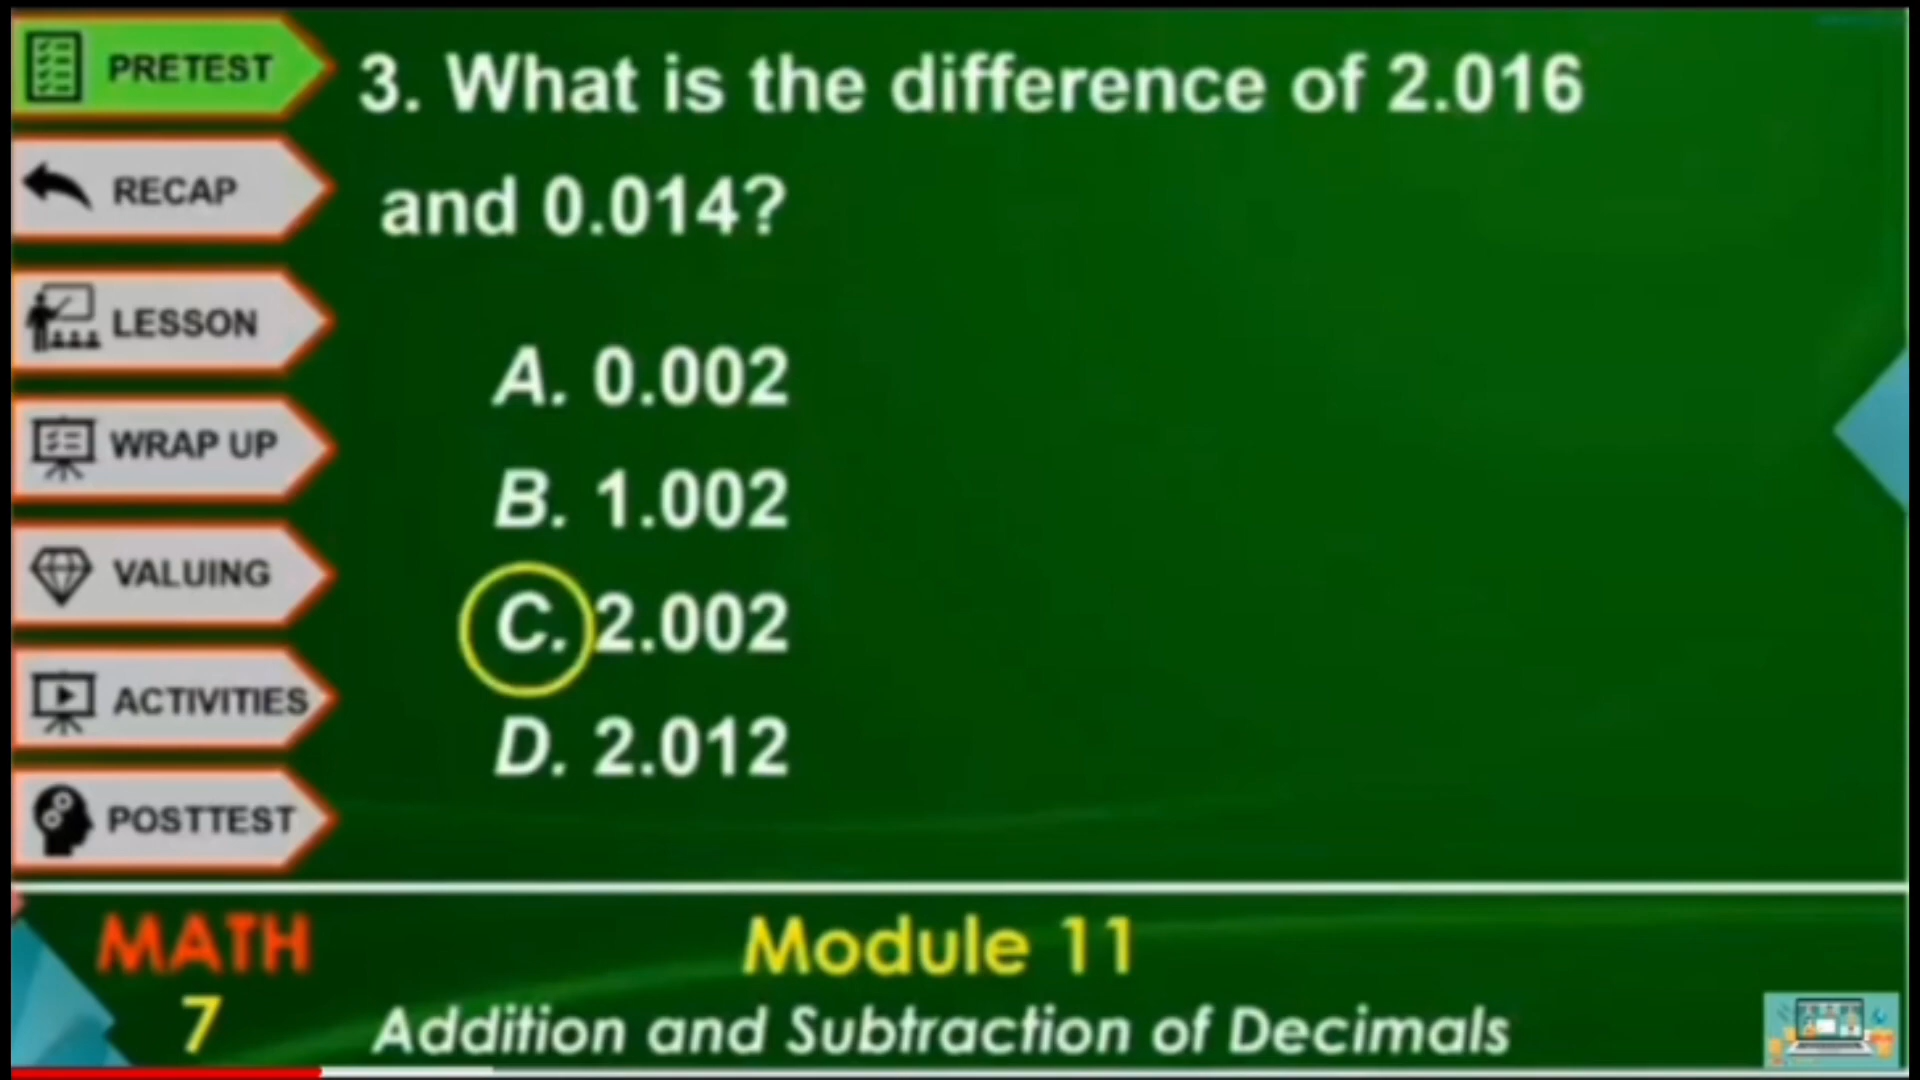 PRETEST
RECAP
LESSON
WRAP UP
VALUING
ACTIVITIES
POSTTEST
3. What is the difference of 2.016
and 0.014?
A. 0.002
B. 1.002
C. 2.002
D. 2.012
MATH
7
Module 11
Addition and Subtraction of Decimals